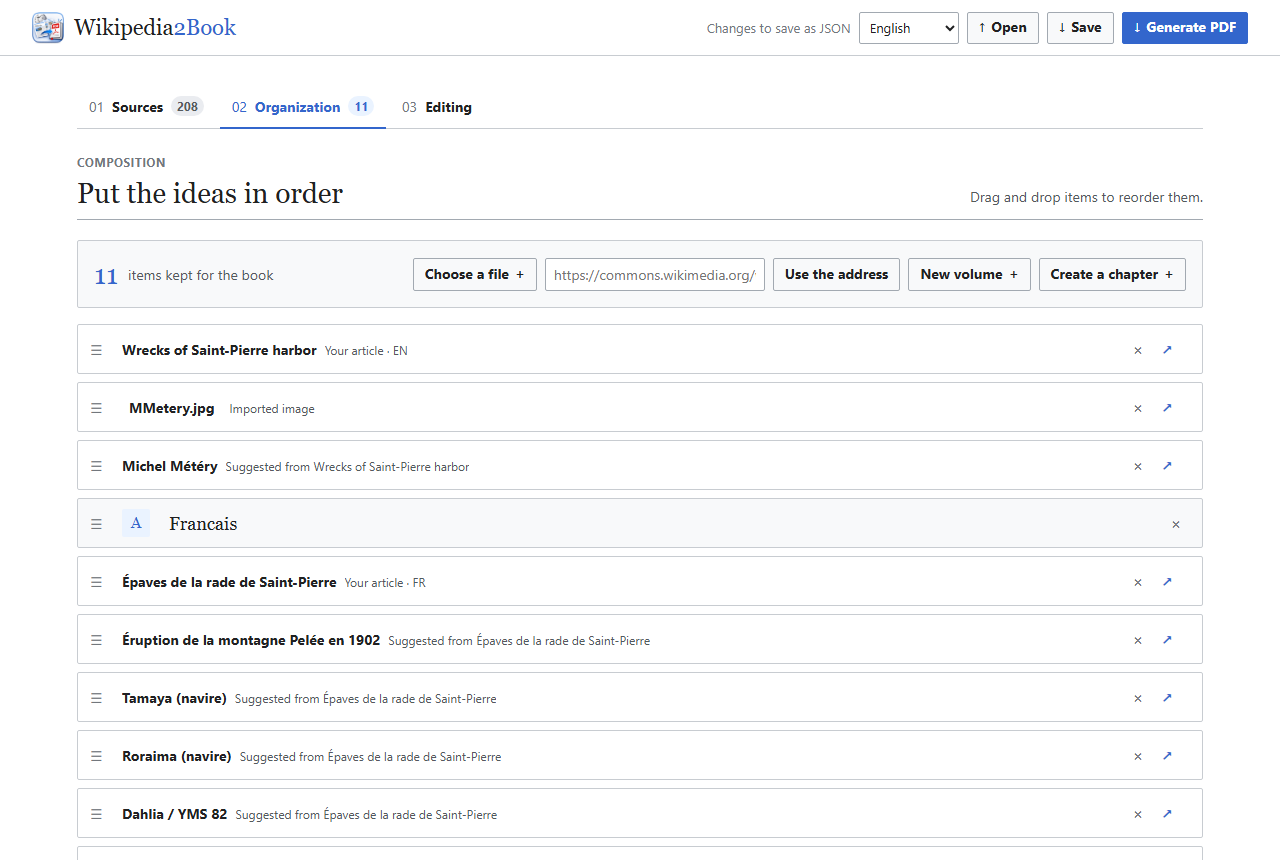 Wikipedia2Book
Changes to save as JSON
English
↑ Open
↓ Save
↓ Generate PDF
01 Sources 208
02 Organization 11
03 Editing
COMPOSITION
Put the ideas in order
Drag and drop items to reorder them.
11 items kept for the book
Choose a file +
https://commons.wikimedia.org/
Use the address
New volume +
Create a chapter +
☰ Wrecks of Saint-Pierre harbor Your article · EN × ↗
☰ MMetery.jpg Imported image × ↗
☰ Michel Météry Suggested from Wrecks of Saint-Pierre harbor × ↗
☰ A Francais ×
☰ Épaves de la rade de Saint-Pierre Your article · FR × ↗
☰ Éruption de la montagne Pelée en 1902 Suggested from Épaves de la rade de Saint-Pierre × ↗
☰ Tamaya (navire) Suggested from Épaves de la rade de Saint-Pierre × ↗
☰ Roraima (navire) Suggested from Épaves de la rade de Saint-Pierre × ↗
☰ Dahlia / YMS 82 Suggested from Épaves de la rade de Saint-Pierre × ↗